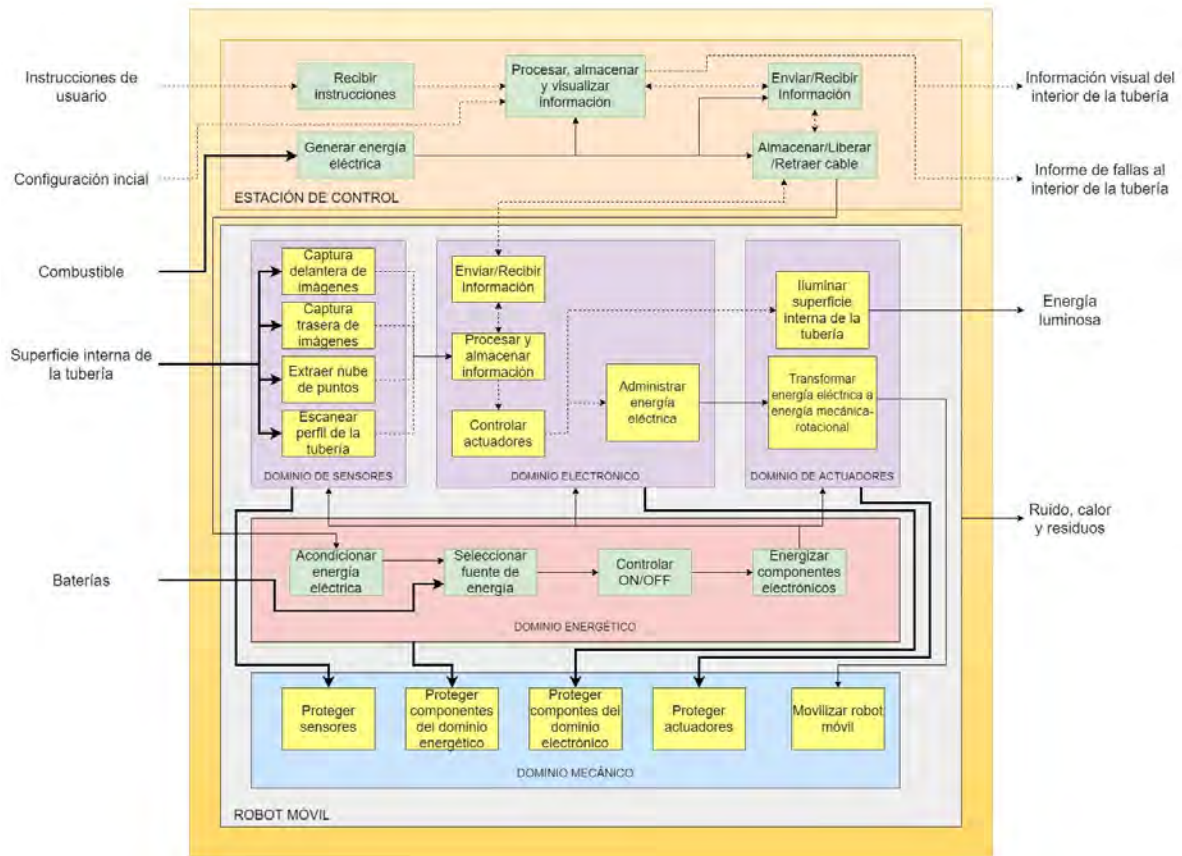 Instrucciones de
usuario
Configuración incial
Combustible
Superficie interna de
la tubería
Baterías
Recibir
instrucciones
Procesar, almacenar
y visualizar
información
Enviar/Recibir
Información
Generar energía
eléctrica
Almacenar/Liberar
/Retraer cable
ESTACIÓN DE CONTROL
Información visual del
interior de la tubería
Informe de fallas al
interior de la tubería
Energía
luminosa
Ruido, calor
y residuos
Captura
delantera de
imágenes
Captura
trasera de
imágenes
Extraer nube
de puntos
Escanear
perfil de la
tubería
DOMINIO DE SENSORES
Enviar/Recibir
Información
Procesar y
almacenar
información
Controlar
actuadores
Administrar
energía
eléctrica
DOMINIO ELECTRÓNICO
Iluminar
superficie
interna de la
tubería
Transformar
energía eléctrica a
energía mecánica-
rotacional
DOMINIO DE ACTUADORES
Acondicionar
energía
eléctrica
Seleccionar
fuente de
energía
Controlar
ON/OFF
Energizar
componentes
electrónicos
DOMINIO ENERGÉTICO
Proteger
sensores
Proteger
componentes
del dominio
energético
Proteger
compontes del
dominio
electrónico
Proteger
actuadores
Movilizar robot
móvil
DOMINIO MECÁNICO
ROBOT MÓVIL